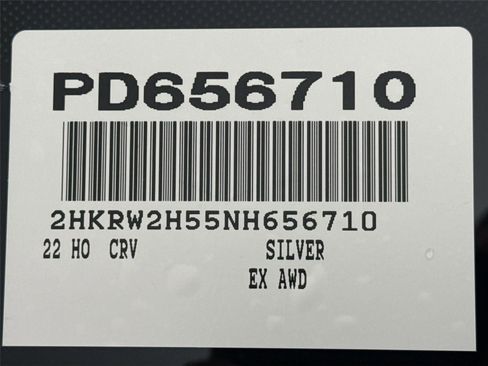 PD656710
2HKRW2H55NH656710
22 HO CRV SILVER
EX AWD